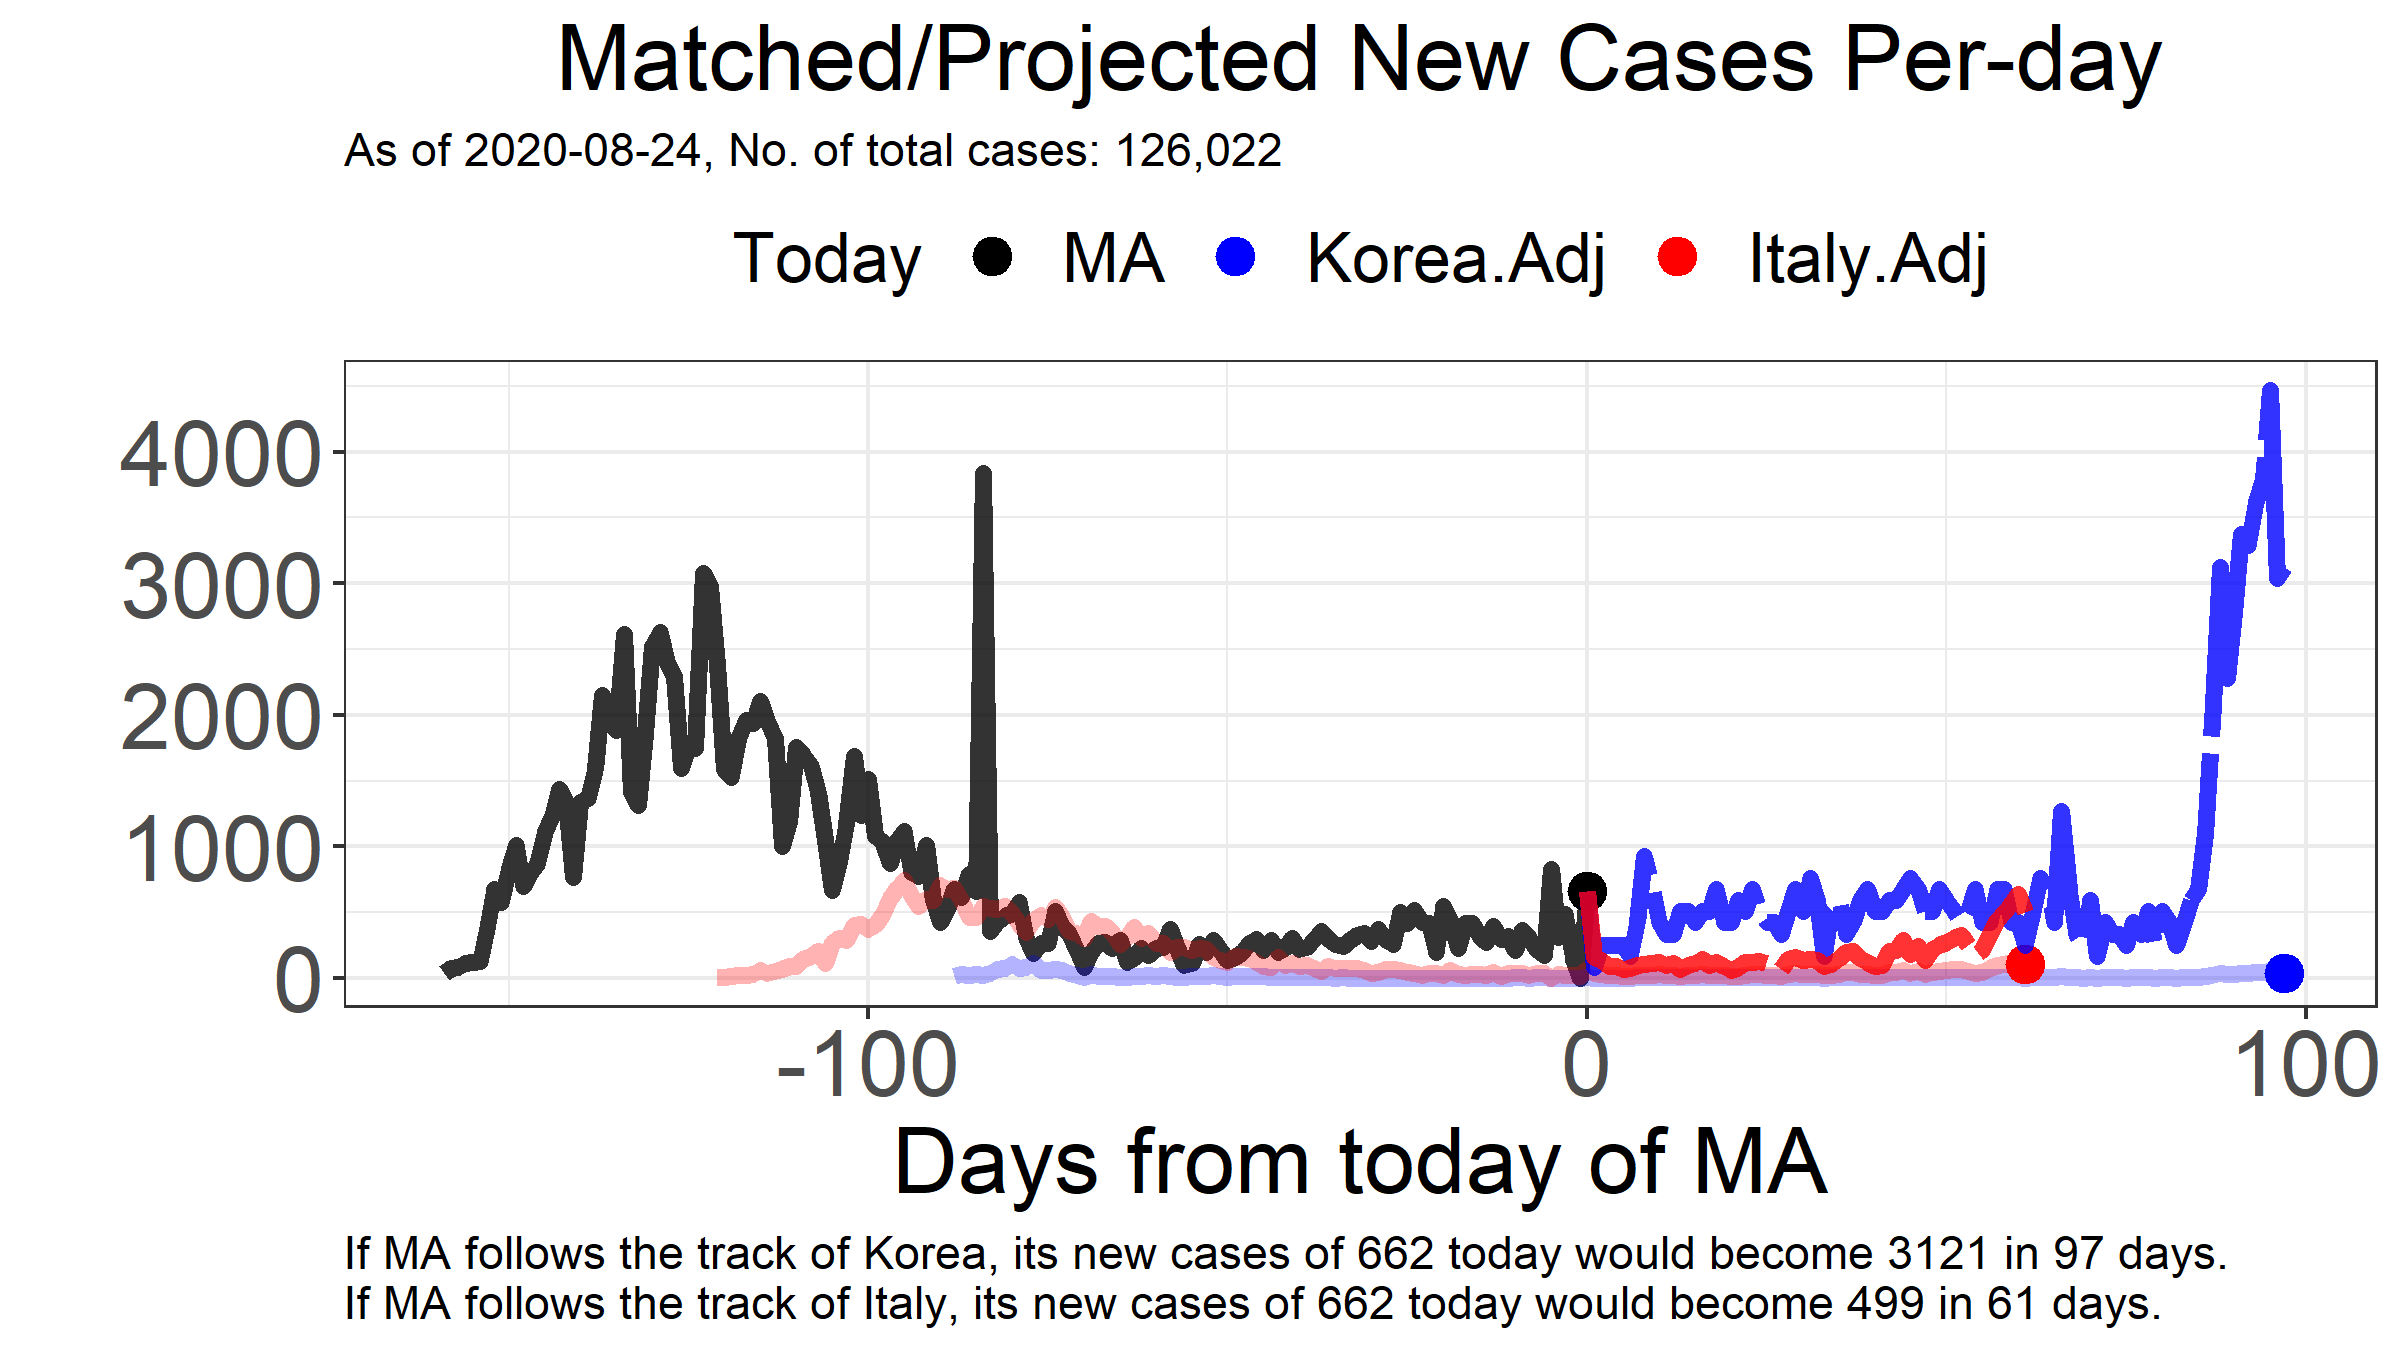 Matched/Projected New Cases Per-day
As of 2020-08-24, No. of total cases: 126,022
Today MA Korea.Adj Italy.Adj
4000
3000
2000
1000
0
-100 0 100
Days from today of MA
If MA follows the track of Korea, its new cases of 662 today would become 3121 in 97 days.
If MA follows the track of Italy, its new cases of 662 today would become 499 in 61 days.